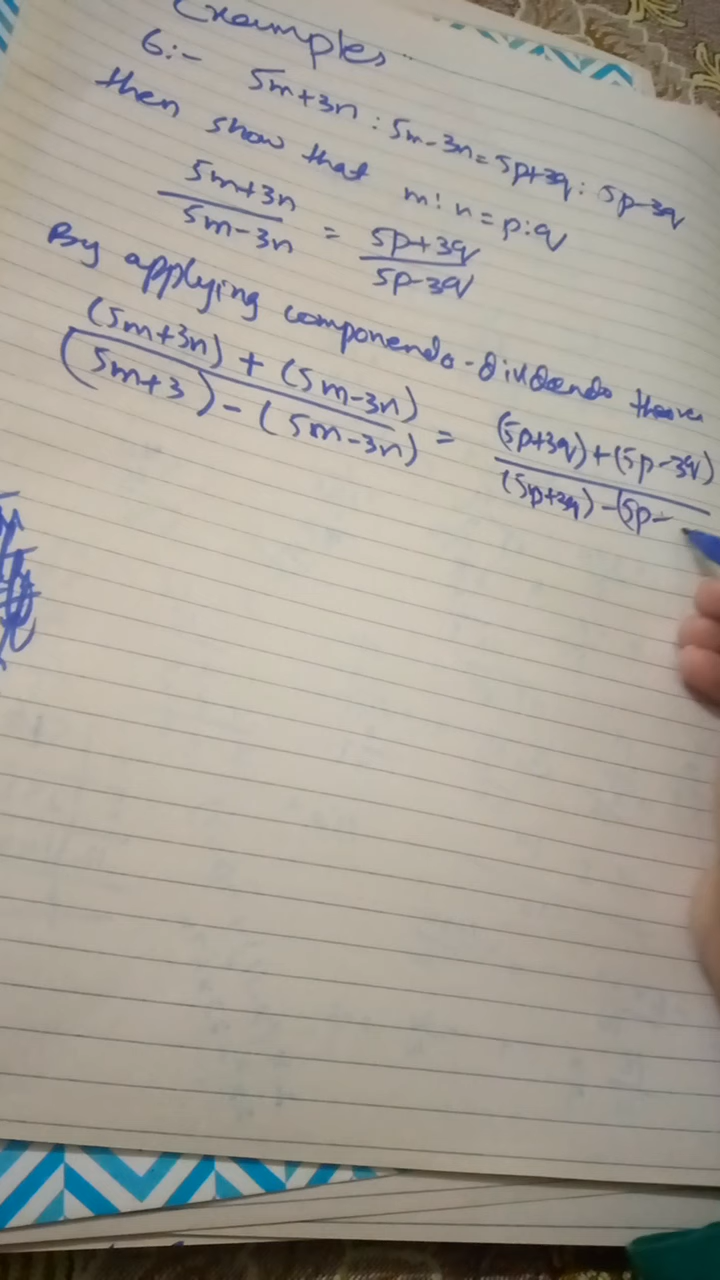 Examples
6:- 5m+3n : 5m-3n = 5p+3q : 5p-3q
then show that m:n = p:q
5m+3n / 5m-3n = 5p+3q / 5p-3q
By applying componendo-dividendo theorem
(5m+3n) + (5m-3n) / (5m+3 ) - (5m-3n) = (5p+3q)+(5p-3q) / (5p+3q) - (5p-